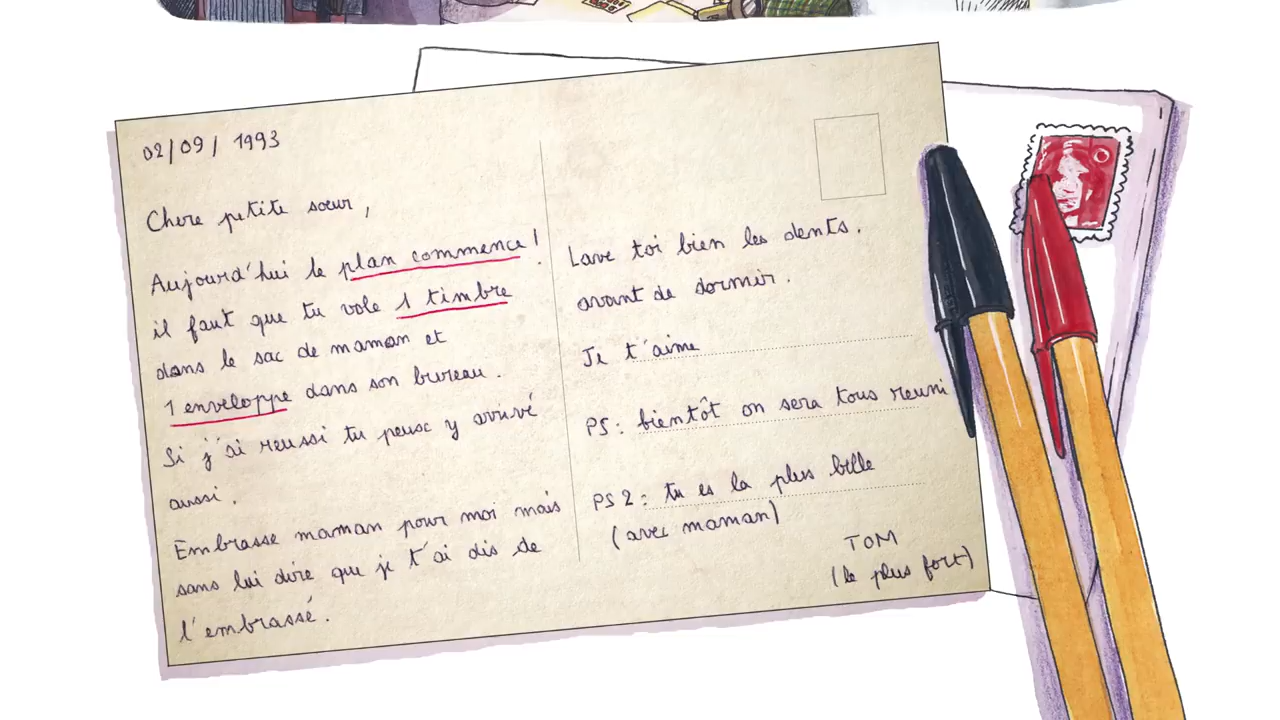 02/09/1993
Chere petite sœur,
Aujourd'hui le plan commence !
il faut que tu vole 1 timbre
dans le sac de maman et
1 enveloppe dans son bureau.
Si j'ai reussi tu peusc y arrivé
aussi.
Embrasse maman pour moi mais
sans lui dire que je t'ai dis de
l'embrassé.
Lave toi bien les dents.
avant de dormir.
Je t'aime
PS : bientôt on sera tous reuni
PS 2 : tu es la plus belle
(avec maman)
TOM
(le plus fort)